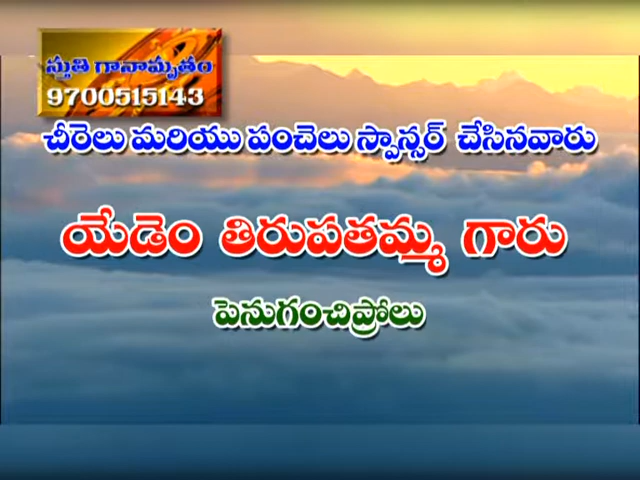 స్తుతి గానామృతం
9700515143
చీరెలు మరియు పంచెలు స్పాన్సర్ చేసినవారు
యేడెం తిరుపతమ్మ గారు
పెనుగంచిప్రోలు